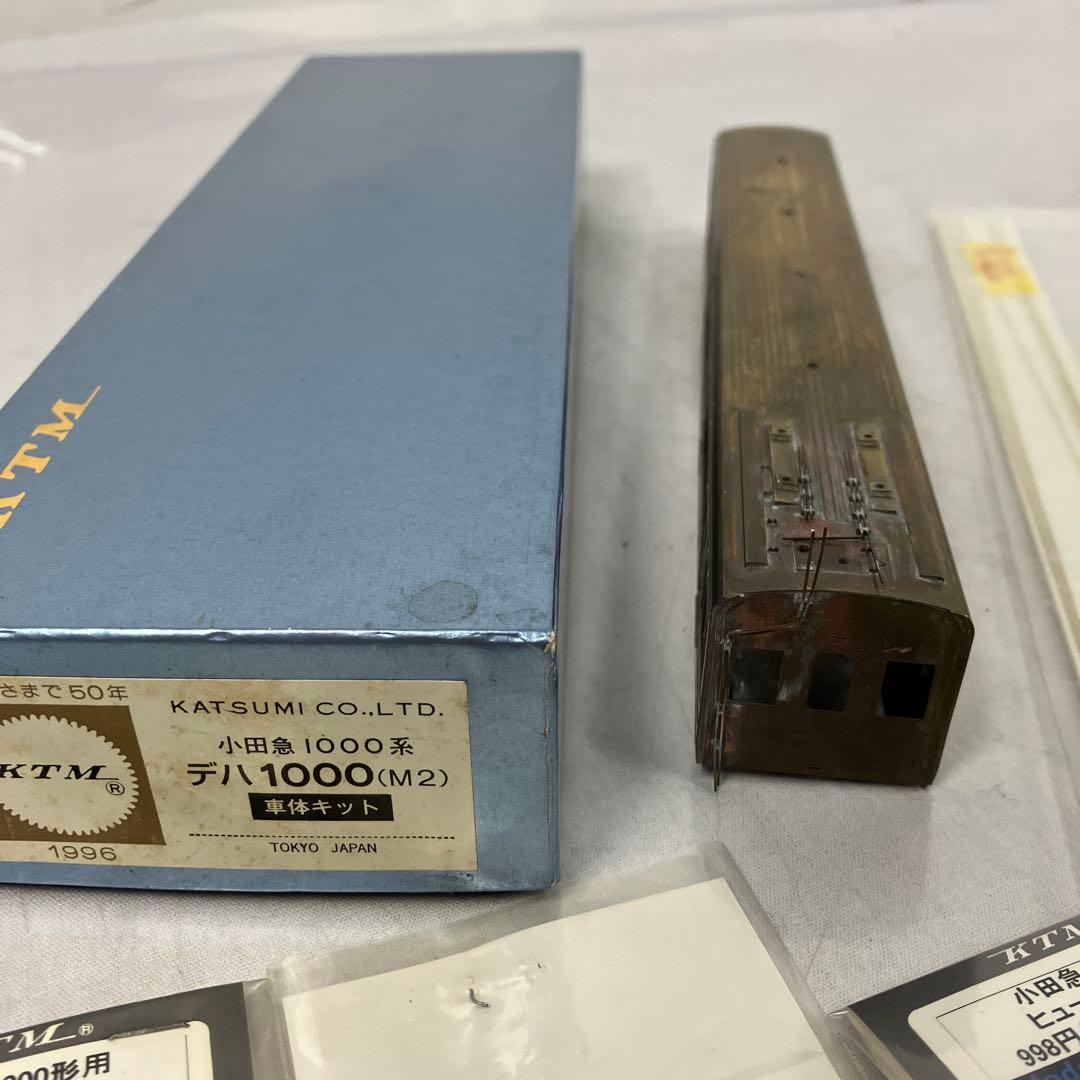 KTM
さまで50年
KTM®
1996
KATSUMI CO.,LTD.
小田急1000系
デハ1000(M2)
車体キット
TOKYO JAPAN
KTM®
000形用
KTM
小田急
ヒュー
998円